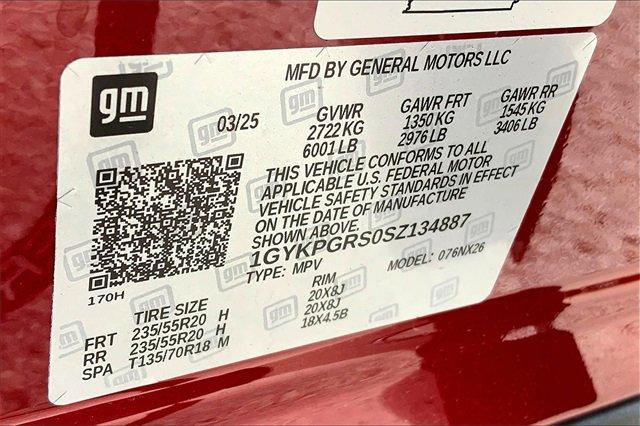 MFD BY GENERAL MOTORS LLC
gm
03/25
GVWR
2722 KG
6001 LB
GAWR FRT
1350 KG
2976 LB
GAWR RR
1545 KG
3406 LB
THIS VEHICLE CONFORMS TO ALL
APPLICABLE U.S. FEDERAL MOTOR
VEHICLE SAFETY STANDARDS IN EFFECT
ON THE DATE OF MANUFACTURE
SHOWN ABOVE.
1GYKPGRS0SZ134887
TYPE: MPV
MODEL: 076NX26
170H
TIRE SIZE
RIM
FRT 235/55R20 H 20X8J
RR 235/55R20 H 20X8J
SPA T135/70R18 M 18X4.5B